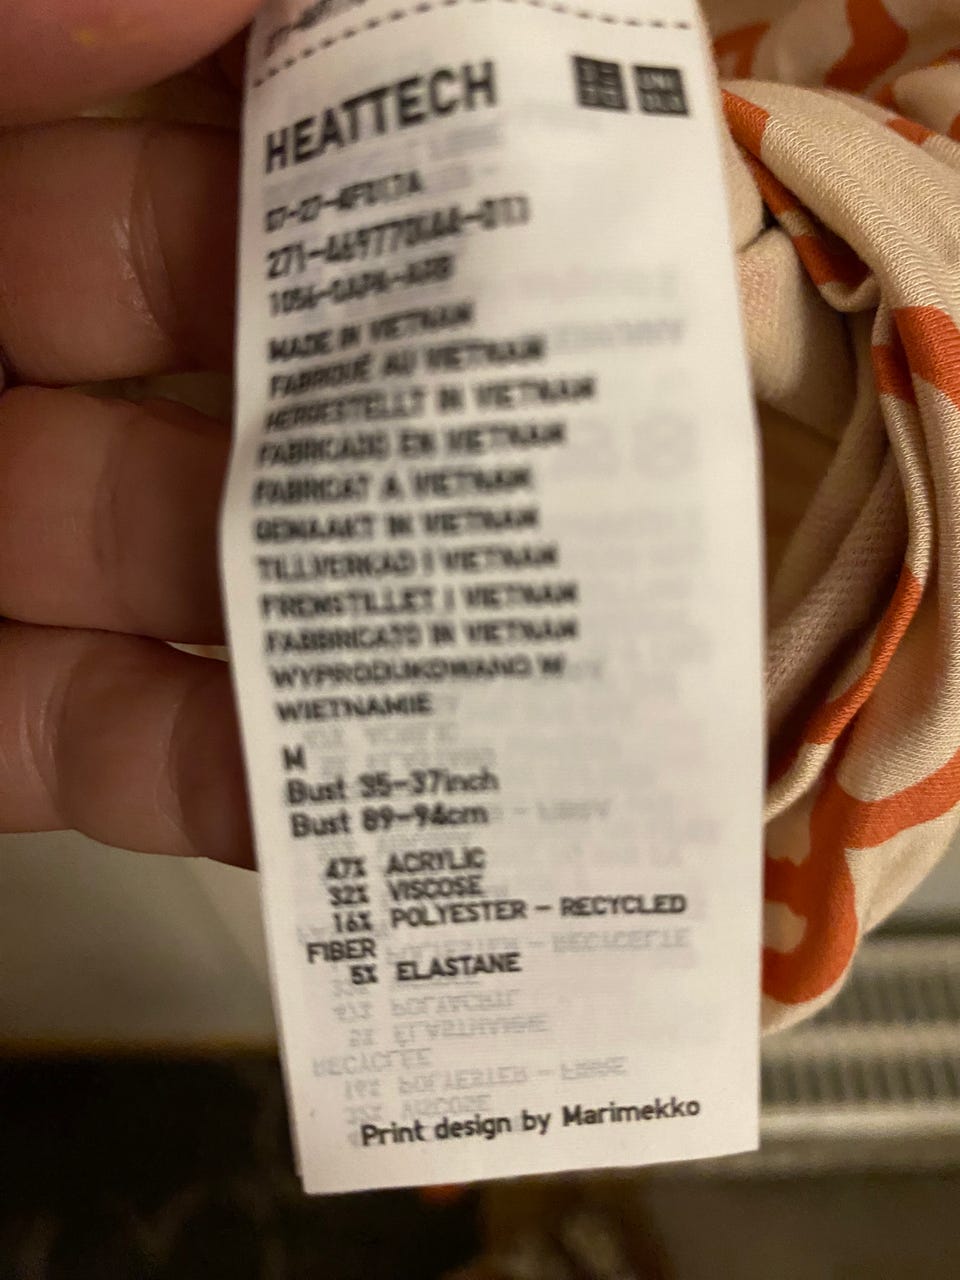 HEATTECH
UNI
MADE IN VIETNAM
FABRIQUÉ AU VIETNAM
HERGESTELLT IN VIETNAM
FABRICADO EN VIETNAM
FABRICAT A VIETNAM
GEMAAKT IN VIETNAM
TILLVERKAD I VIETNAM
FREMSTILLET I VIETNAM
FABBRICATO IN VIETNAM
WYPRODUKOWANO W
WIETNAMIE
M
Bust 35-37inch
Bust 89-94cm
47% ACRYLIC
32% VISCOSE
16% POLYESTER - RECYCLED
FIBER
5% ELASTANE
Print design by Marimekko